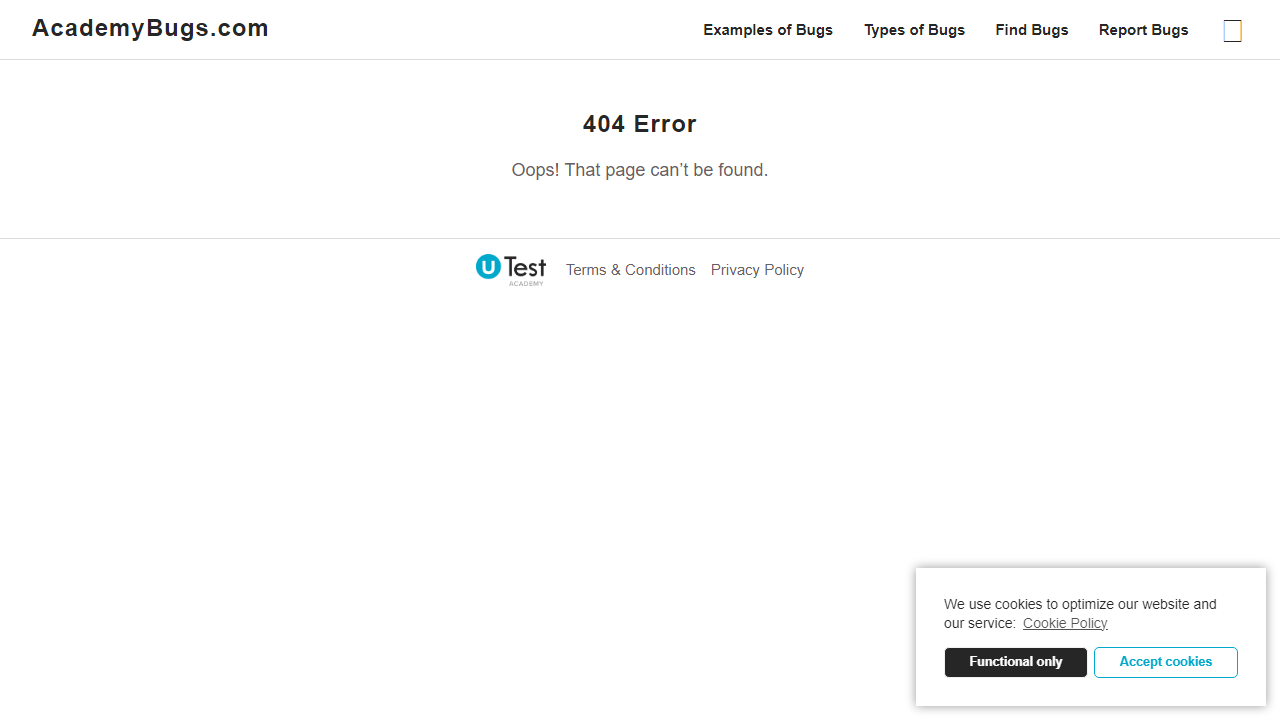 AcademyBugs.com
Examples of Bugs
Types of Bugs
Find Bugs
Report Bugs
404 Error
Oops! That page can’t be found.
U Test
ACADEMY
Terms & Conditions
Privacy Policy
We use cookies to optimize our website and
our service: Cookie Policy
Functional only
Accept cookies